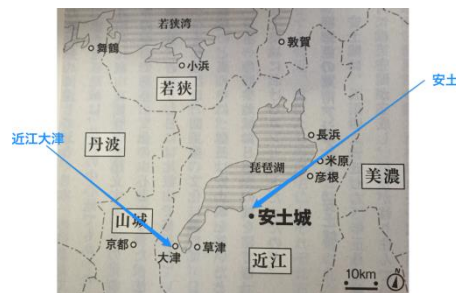 若狭湾
舞鶴
小浜
敦賀
若狭
安土
近江大津
丹波
長浜
琵琶湖
米原
彦根
美濃
山城
安土城
京都
大津
草津
近江
10km
N